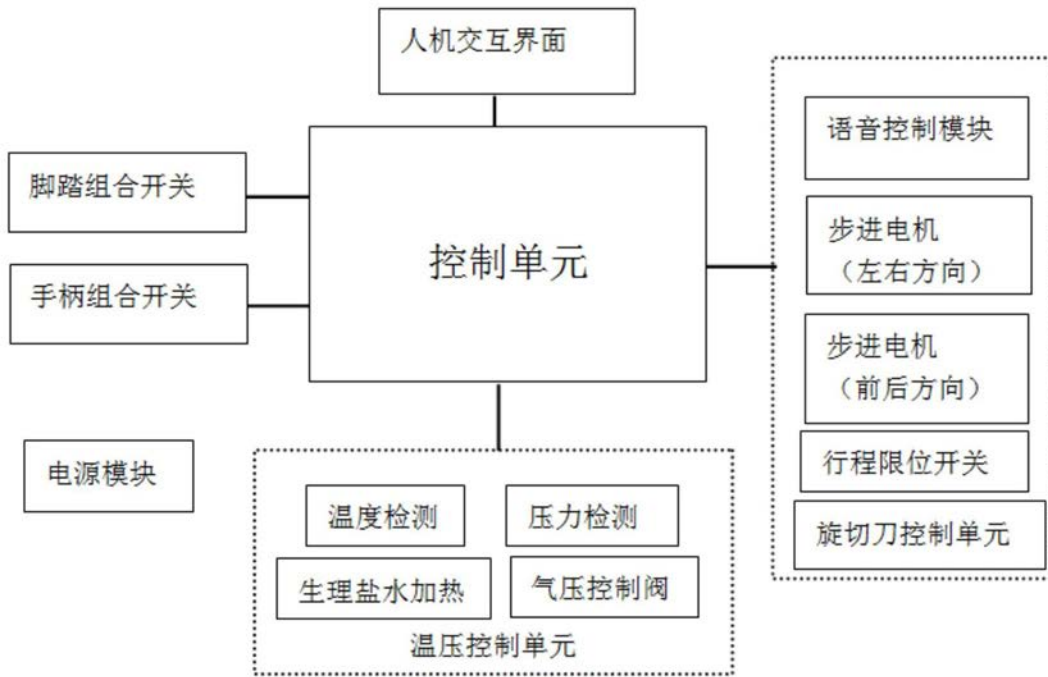 人机交互界面
脚踏组合开关
手柄组合开关
电源模块
控制单元
语音控制模块
步进电机
（左右方向）
步进电机
（前后方向）
行程限位开关
旋切刀控制单元
温度检测
压力检测
生理盐水加热
气压控制阀
温压控制单元